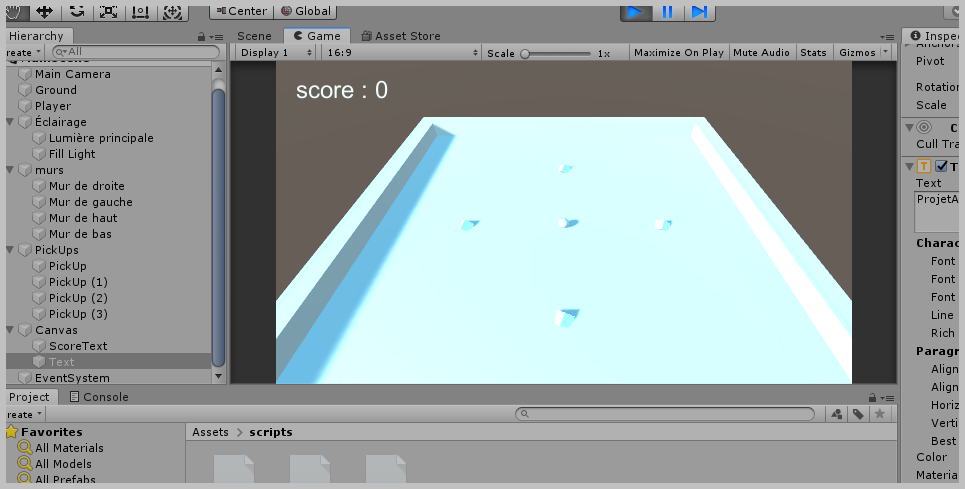 Center Global
Hierarchy
Scene Game Asset Store
Inspec
reate All
Display 1 16:9 Scale 1x Maximize On Play Mute Audio Stats Gizmos
Main Camera
Ground
Player
Éclairage
Lumière principale
Fill Light
murs
Mur de droite
Mur de gauche
Mur de haut
Mur de bas
PickUps
PickUp
PickUp (1)
PickUp (2)
PickUp (3)
Canvas
ScoreText
Text
EventSystem
score : 0
Pivot
Rotation
Scale
C
Cull Tra
T
Text
ProjetA
Charac
Font
Font
Font
Line
Rich
Paragr
Align
Align
Horiz
Verti
Best
Color
Materia
Project Console
reate
Favorites
All Materials
All Models
All Prefabs
Assets > scripts